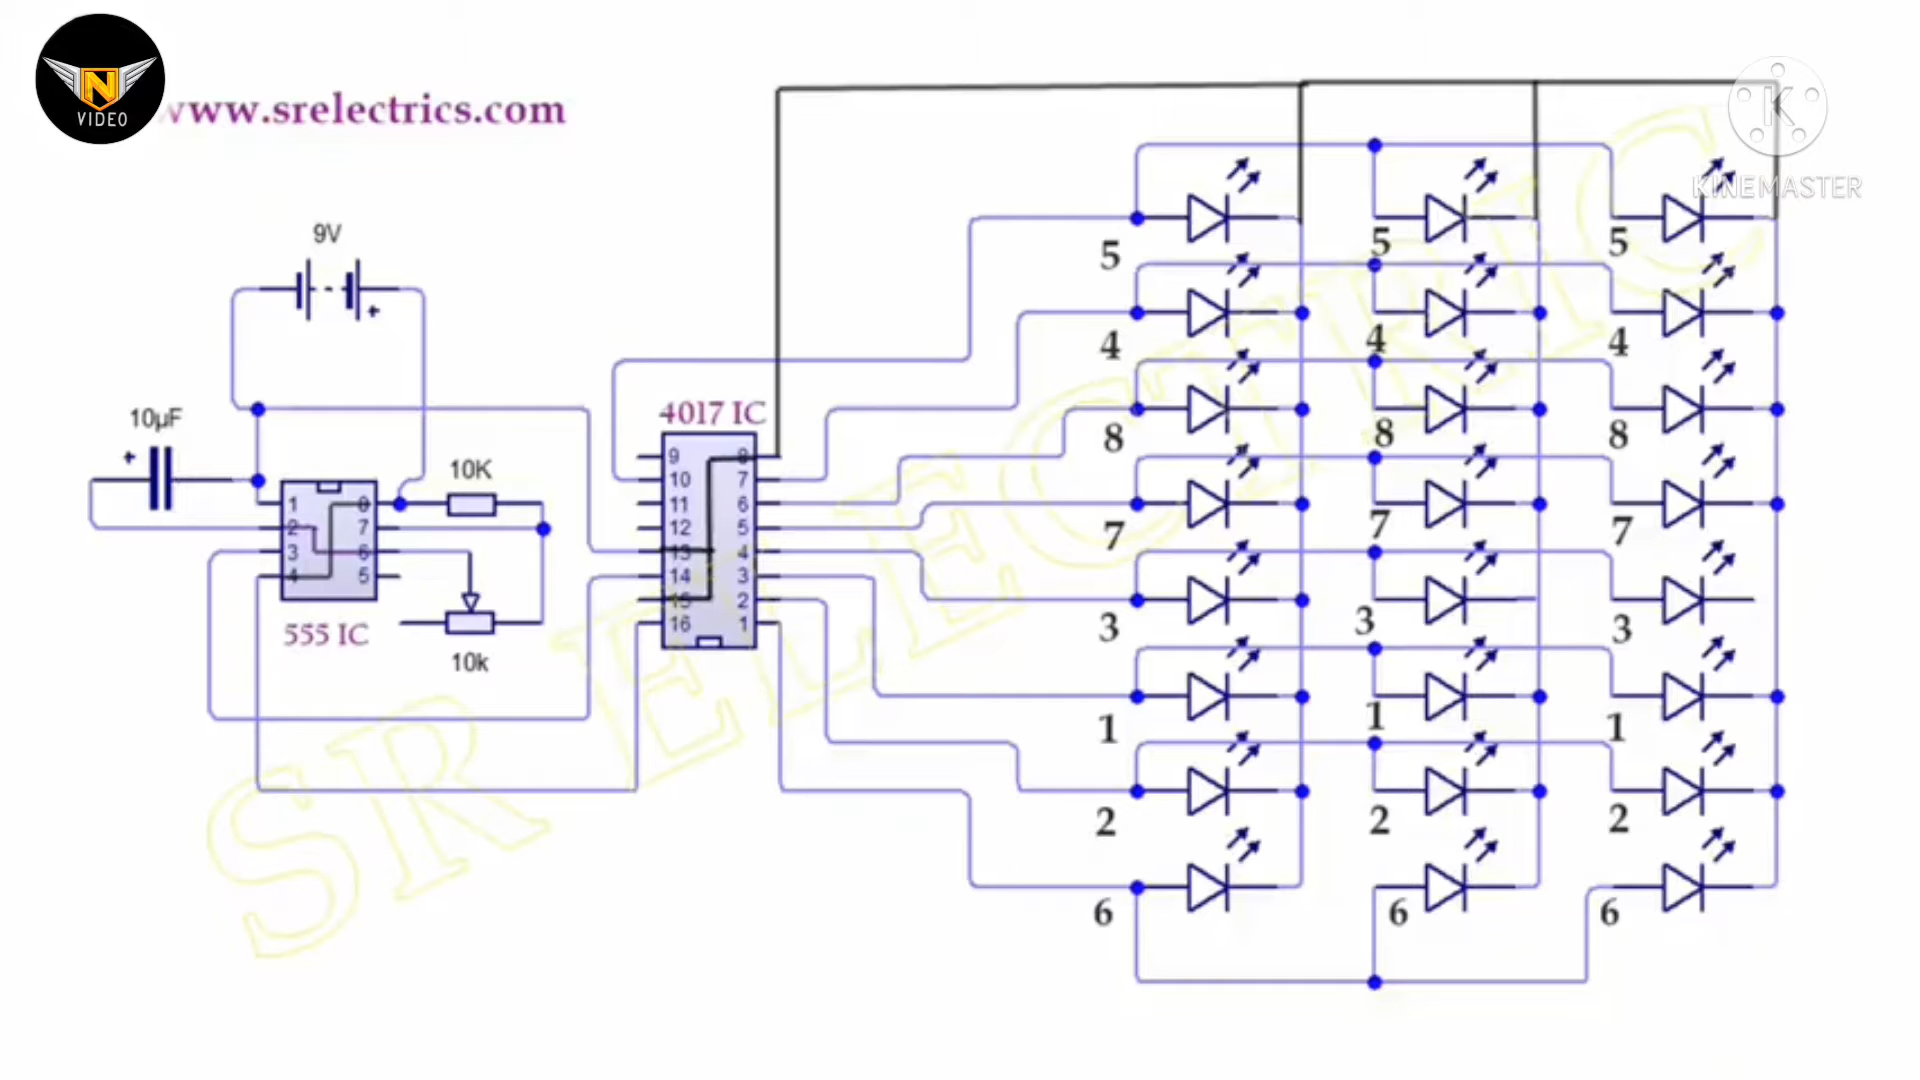 N
VIDEO
www.srelectrics.com
K
KINEMASTER
9V
10µF
+
+
10K
10k
555 IC
1
2
3
4
8
7
6
5
4017 IC
9
10
11
12
13
14
15
16
8
7
6
5
4
3
2
1
5 5 5
4 4 4
8 8 8
7 7 7
3 3 3
1 1 1
2 2 2
6 6 6
SR ELECTRIC